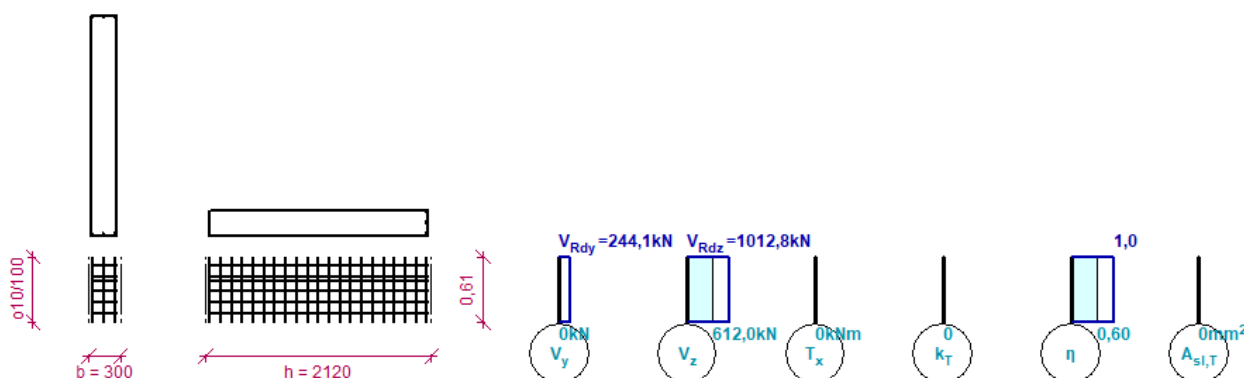 V_Rdy =244,1kN
V_Rdz =1012,8kN
1,0
ø10/100
0,61
0kN
612,0kN
0kNm
0
0,60
0mm²
V_y
V_z
T_x
k_T
η
A_sl,T
b = 300
h = 2120